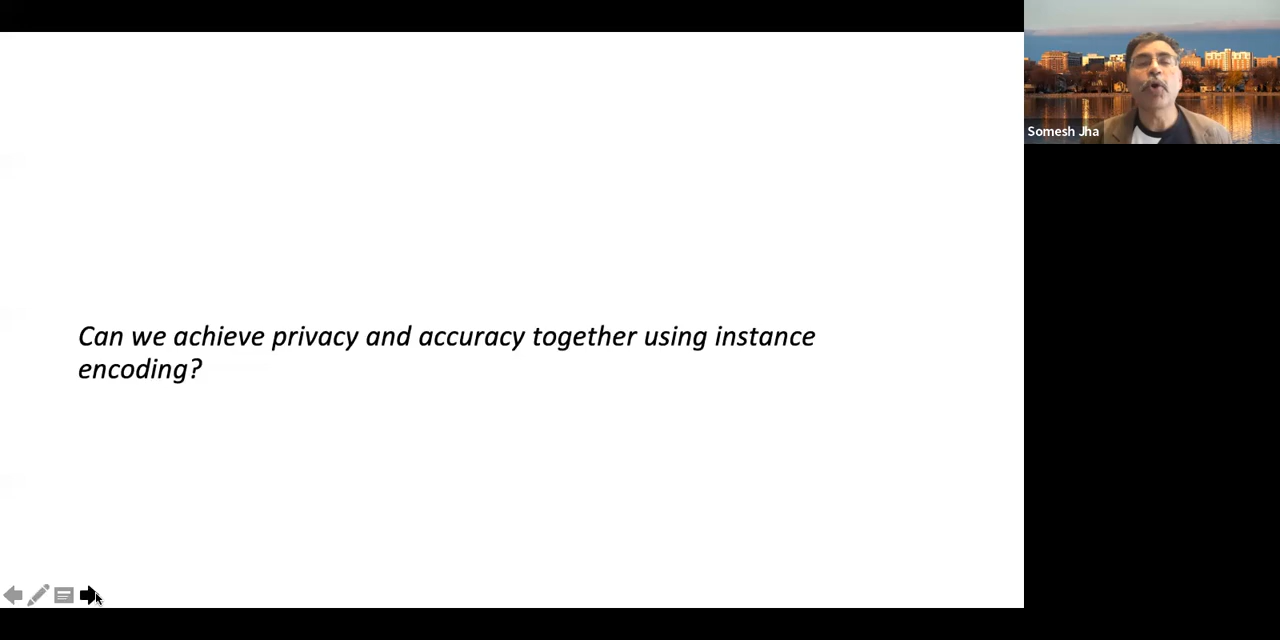 Can we achieve privacy and accuracy together using instance
encoding?
Somesh Jha